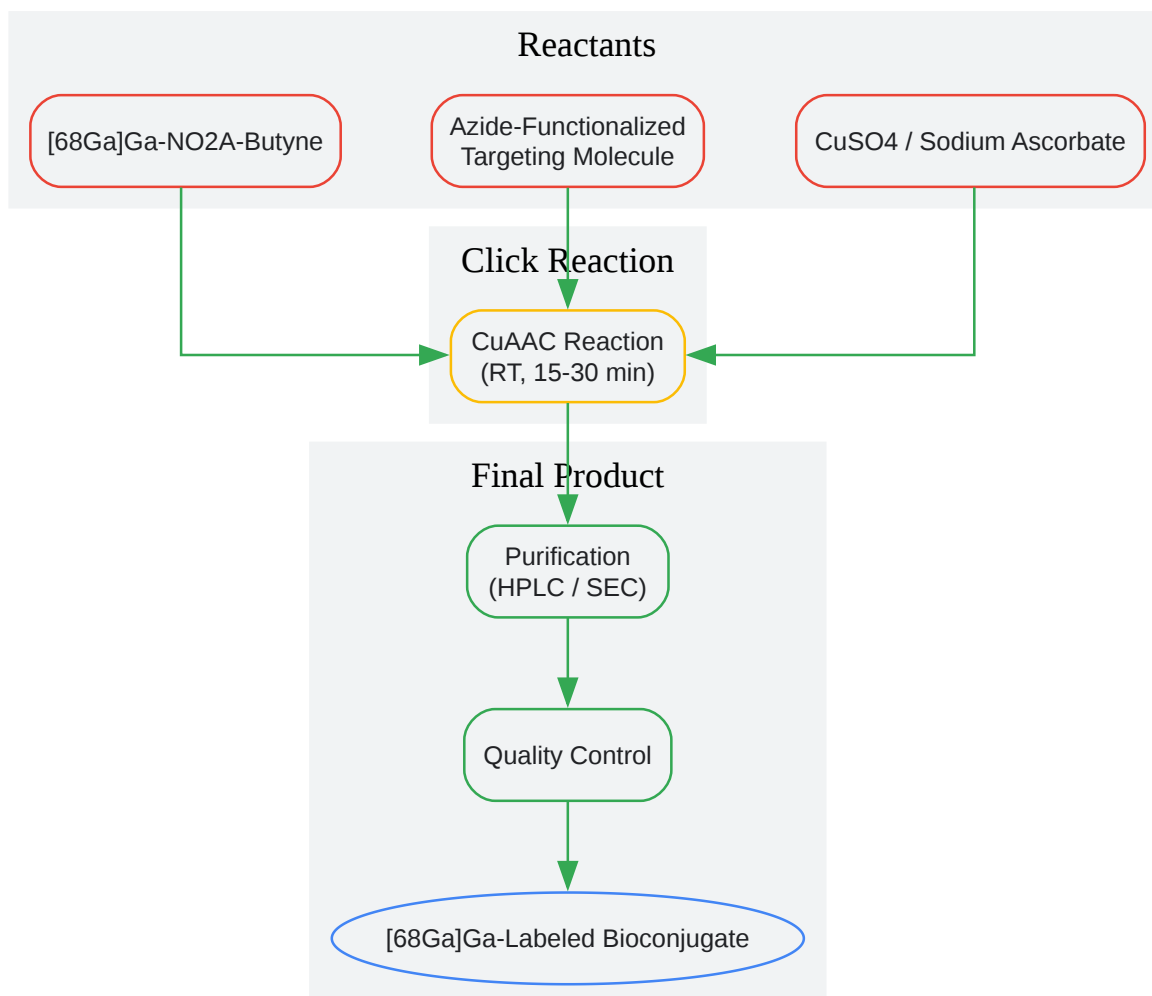 Reactants
[68Ga]Ga-NO2A-Butyne
Azide-Functionalized
Targeting Molecule
CuSO4 / Sodium Ascorbate
Click Reaction
CuAAC Reaction
(RT, 15-30 min)
Final Product
Purification
(HPLC / SEC)
Quality Control
[68Ga]Ga-Labeled Bioconjugate